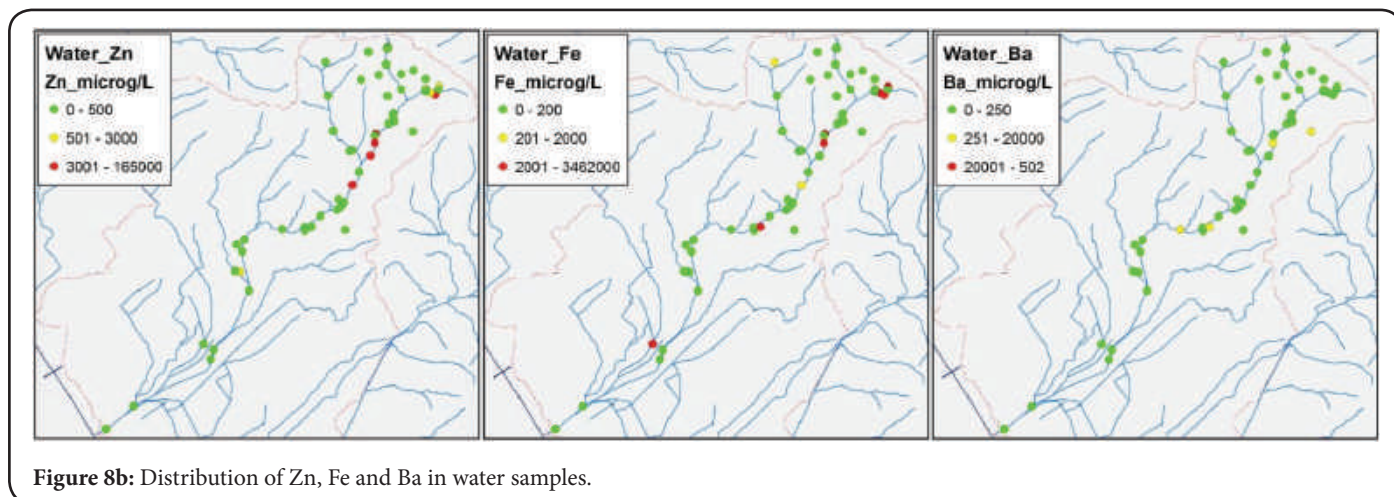 Water_Zn
Zn_microg/L
0 - 500
501 - 3000
3001 - 165000
Water_Fe
Fe_microg/L
0 - 200
201 - 2000
2001 - 3462000
Water_Ba
Ba_microg/L
0 - 250
251 - 20000
20001 - 502
Figure 8b: Distribution of Zn, Fe and Ba in water samples.